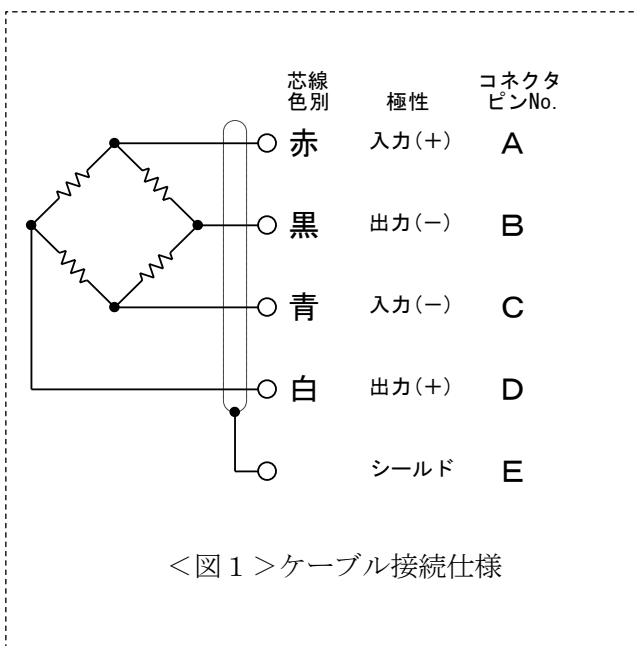 芯線 コネクタ
色別 極性 ピンNo.
赤 入力(+) A
黒 出力(−) B
青 入力(−) C
白 出力(+) D
シールド E
＜図１＞ケーブル接続仕様